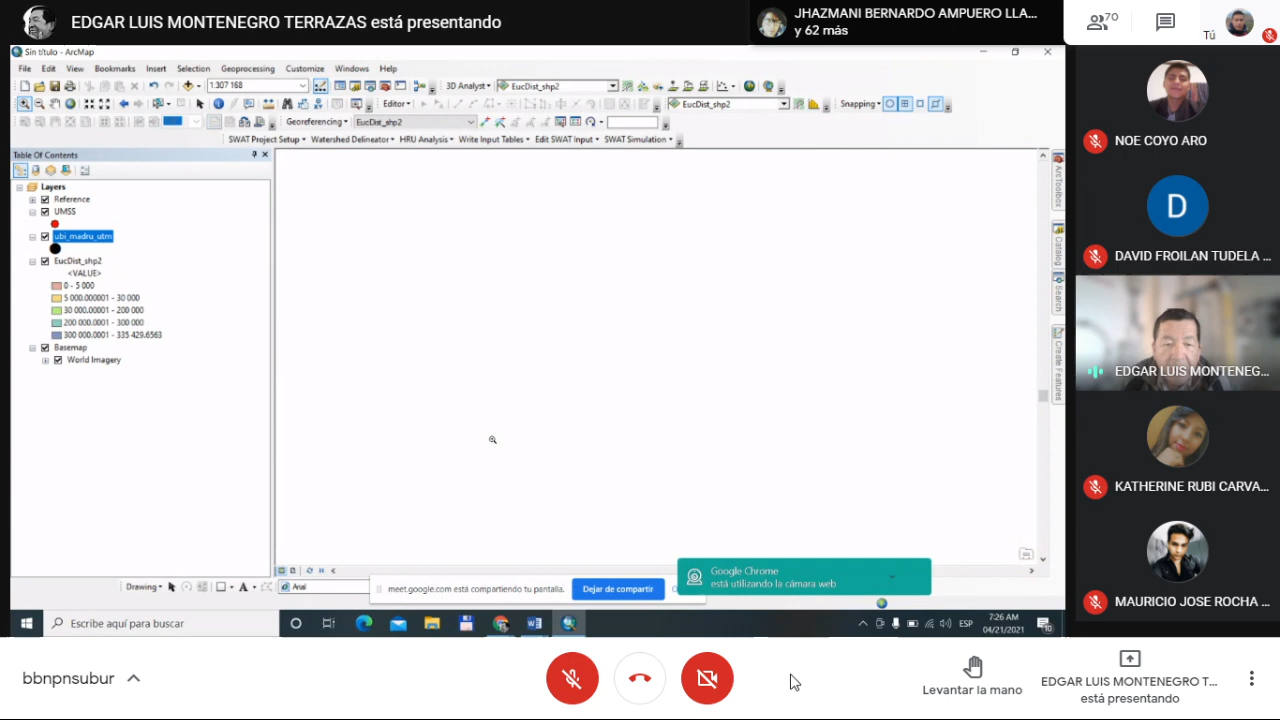 EDGAR LUIS MONTENEGRO TERRAZAS está presentando
JHAZMANI BERNARDO AMPUERO LLA...
y 62 más
70
Tú
Sin título - ArcMap
File Edit View Bookmarks Insert Selection Geoprocessing Customize Windows Help
1:307 168
3D Analyst
EucDist_shp2
Editor
EucDist_shp2
Snapping
Georeferencing
EucDist_shp2
SWAT Project Setup Watershed Delineator HRU Analysis Write Input Tables Edit SWAT Input SWAT Simulation
Table Of Contents
Layers
Reference
UMSS
ubi_madru_utm
EucDist_shp2
<VALUE>
0 - 5 000
5 000.000001 - 30 000
30 000.0001 - 200 000
200 000.0001 - 300 000
300 000.0001 - 335 429.6563
Basemap
World Imagery
ArcToolbox
Catalog
Search
Create Features
Drawing
A
Arial
meet.google.com está compartiendo tu pantalla.
Dejar de compartir
Google Chrome
está utilizando la cámara web
Escribe aquí para buscar
ESP
7:26 AM
04/21/2021
10
NOE COYO ARO
D
DAVID FROILAN TUDELA ...
EDGAR LUIS MONTENEG...
KATHERINE RUBI CARVA...
MAURICIO JOSE ROCHA ...
bbnpnsubur
Levantar la mano
EDGAR LUIS MONTENEGRO T...
está presentando